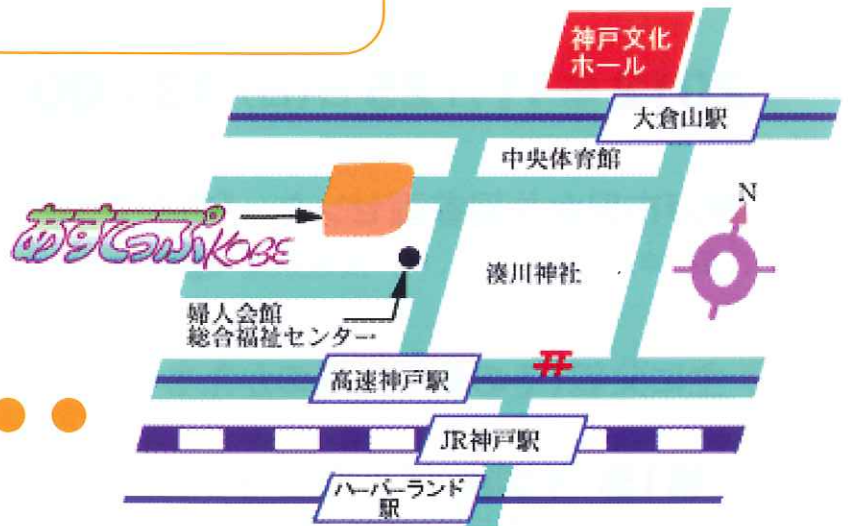 神戸文化
ホール
大倉山駅
中央体育館
N
あすてっぷKOBE
湊川神社
婦人会館
総合福祉センター
高速神戸駅
JR神戸駅
ハーバーランド
駅